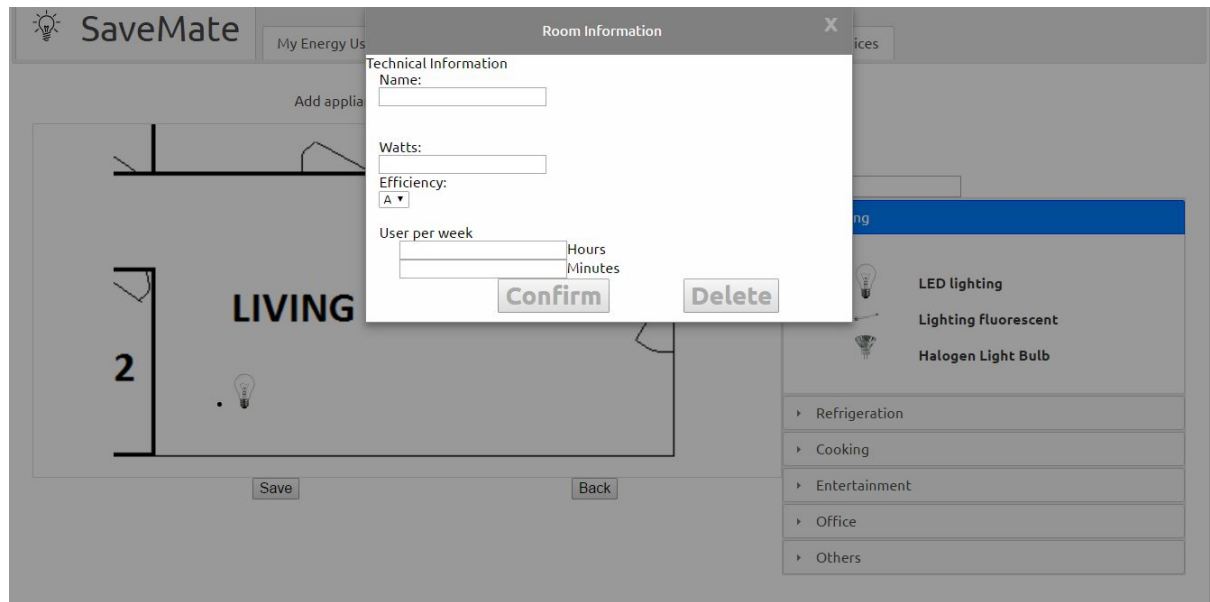 SaveMate
My Energy Us
Room Information
X
ices
Add applia
Technical Information
Name:
Watts:
Efficiency:
A
User per week
Hours
Minutes
Confirm
Delete
LIVING
2
Save
Back
ng
LED lighting
Lighting fluorescent
Halogen Light Bulb
Refrigeration
Cooking
Entertainment
Office
Others